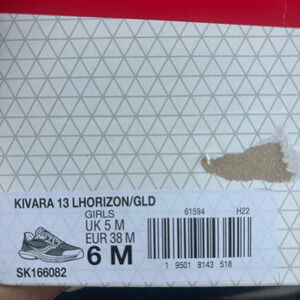 KIVARA 13 LHORIZON/GLD
GIRLS
UK 5 M
EUR 38 M
6 M
SK166082
61594 H22
1 9501 8143 518